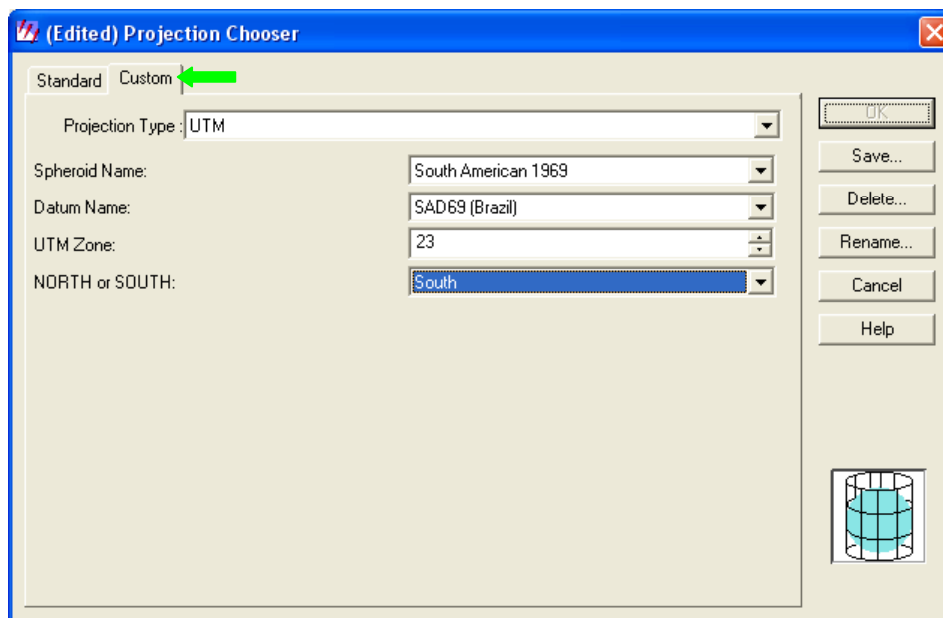 (Edited) Projection Chooser
Standard Custom
Projection Type : UTM
Spheroid Name: South American 1969
Datum Name: SAD69 (Brazil)
UTM Zone: 23
NORTH or SOUTH: South
OK
Save...
Delete...
Rename...
Cancel
Help